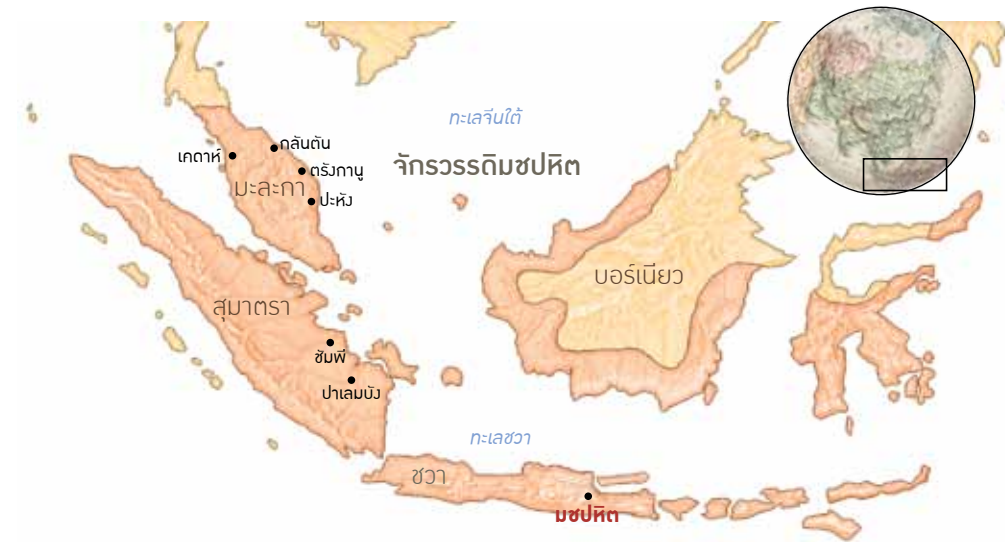 ทะเลจีนใต้
กลันตัน
เคดาห์
จักรวรรดิมชปหิต
ตรังกานู
มะละกา
ปะหัง
บอร์เนียว
สุมาตรา
ชัมพี
ปาเลมบัง
ทะเลชวา
ชวา
มชปหิต